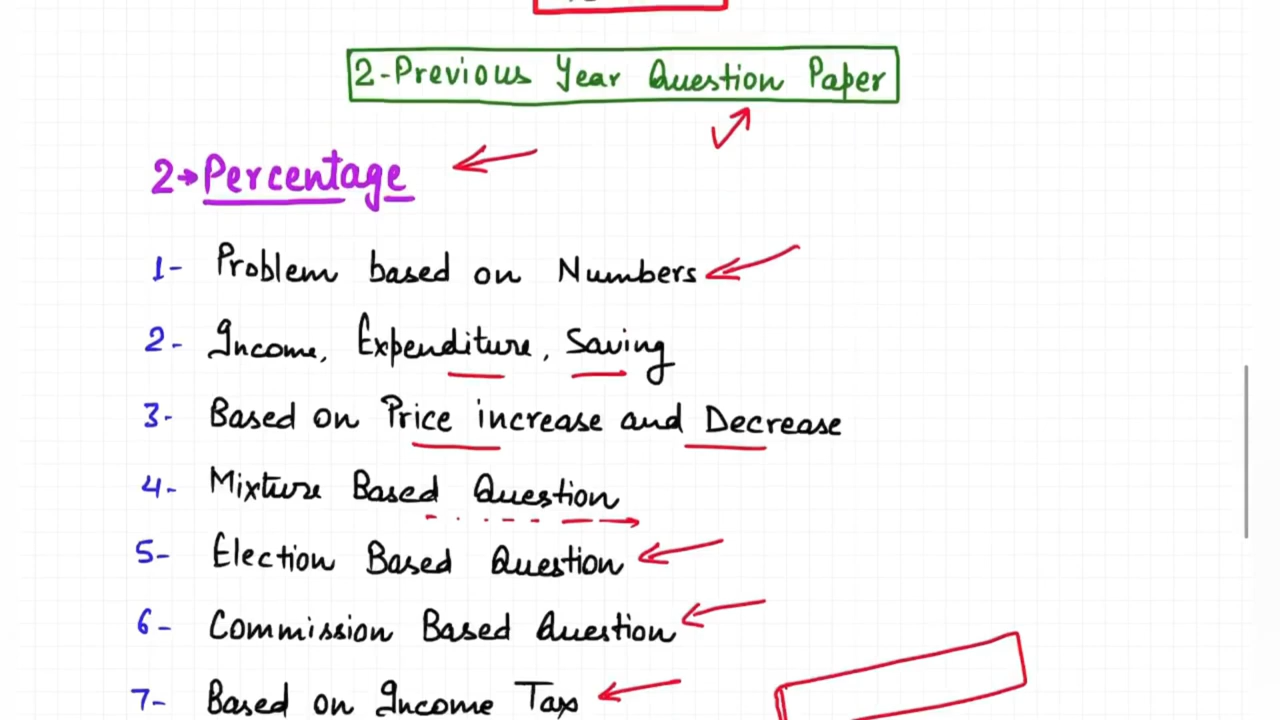 2-Previous Year Question Paper
2→Percentage
1- Problem based on Numbers
2- Income, Expenditure, Saving
3- Based on Price increase and Decrease
4- Mixture Based Question
5- Election Based Question
6- Commission Based Question
7- Based on Income Tax